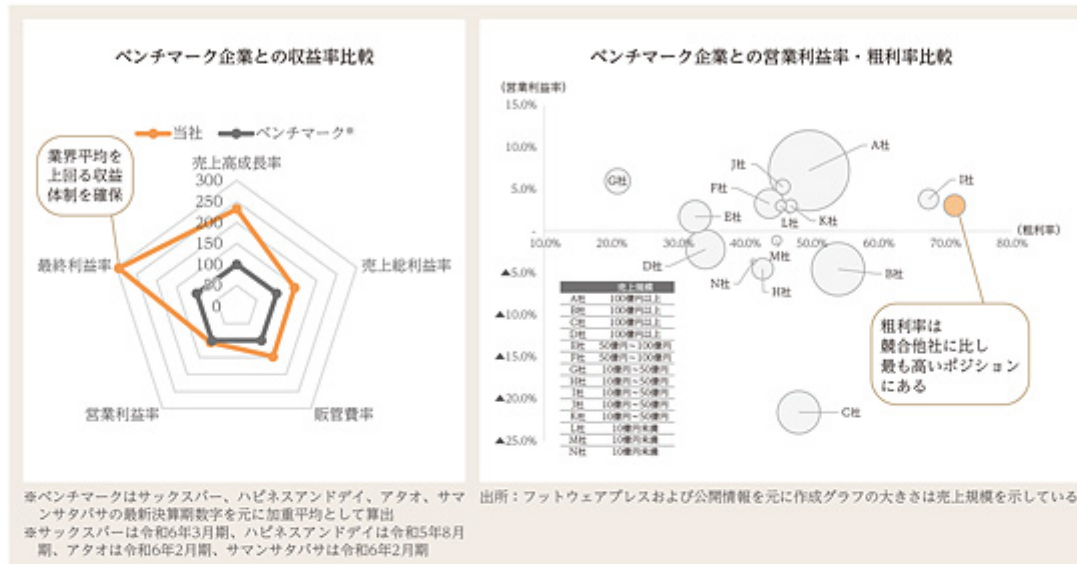 ベンチマーク企業との収益率比較
当社
ベンチマーク※
業界平均を
上回る収益
体制を確保
売上高成長率
300
250
200
150
100
50
0
最終利益率
売上総利益率
営業利益率
販管費率
※ベンチマークはサックスバー、ハピネスアンドデイ、アタオ、サマ
ンサタバサの最新決算期数字を元に加重平均として算出
※サックスバーは令和6年3月期、ハピネスアンドデイは令和5年8月
期、アタオは令和6年2月期、サマンサタバサは令和6年2月期
ベンチマーク企業との営業利益率・粗利率比較
(営業利益率)
15.0%
10.0%
5.0%
-
▲5.0%
▲10.0%
▲15.0%
▲20.0%
▲25.0%
10.0% 20.0% 30.0% 40.0% 50.0% 60.0% 70.0% 80.0%
(粗利率)
A社
J社
G社
F社
I社
E社
L社
K社
D社
M社
N社
H社
B社
C社
売上規模
A社 100億円以上
B社 100億円以上
C社 100億円以上
D社 100億円以上
E社 50億円~100億円
F社 50億円~100億円
G社 10億円~50億円
H社 10億円~50億円
I社 10億円~50億円
J社 10億円~50億円
K社 10億円~50億円
L社 10億円未満
M社 10億円未満
N社 10億円未満
粗利率は
競合他社に比し
最も高いポジション
にある
出所：フットウェアプレスおよび公開情報を元に作成グラフの大きさは売上規模を示している